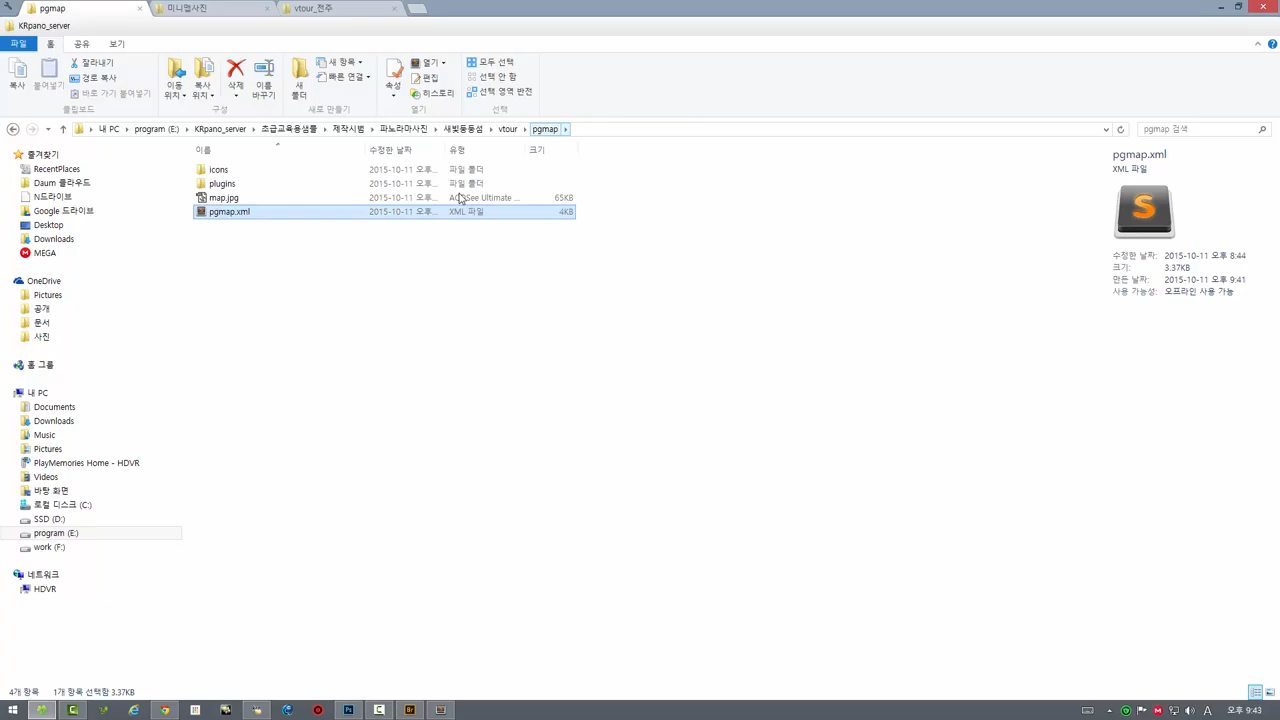 pgmap
미니벨사진
vtour_전주
KRpano_server
파일
홈
공유
보기
복사
붙여넣기
잘라내기
경로 복사
바로 가기 붙여넣기
클립보드
이동 위치
복사 위치
삭제
이름 바꾸기
구성
새 폴더
새 항목
빠른 연결
새로 만들기
속성
열기
편집
히스토리
열기
모두 선택
선택 안 함
선택 영역 반전
선택
내 PC
program (E:)
KRpano_server
초급교육용샘플
제작시범
파노라마사진
새빛둥둥섬
vtour
pgmap
pgmap 검색
이름
수정한 날짜
유형
크기
icons 2015-10-11 오후... 파일 폴더
plugins 2015-10-11 오후... 파일 폴더
map.jpg 2015-10-11 오후... See Ultimate ... 65KB
pgmap.xml 2015-10-11 오후... XML 파일 4KB
즐겨찾기
RecentPlaces
Daum 클라우드
N드라이브
Google 드라이브
Desktop
Downloads
MEGA
OneDrive
Pictures
공개
문서
사진
홈 그룹
내 PC
Documents
Downloads
Music
Pictures
PlayMemories Home - HDVR
Videos
바탕 화면
로컬 디스크 (C:)
SSD (D:)
program (E:)
work (F:)
네트워크
HDVR
pgmap.xml
XML 파일
S
수정한 날짜: 2015-10-11 오후 8:44
크기: 3.37KB
만든 날짜: 2015-10-11 오후 9:41
사용 가능성: 오프라인 사용 가능
4개 항목 1개 항목 선택함 3.37KB
Ps
Br
A
오후 9:43